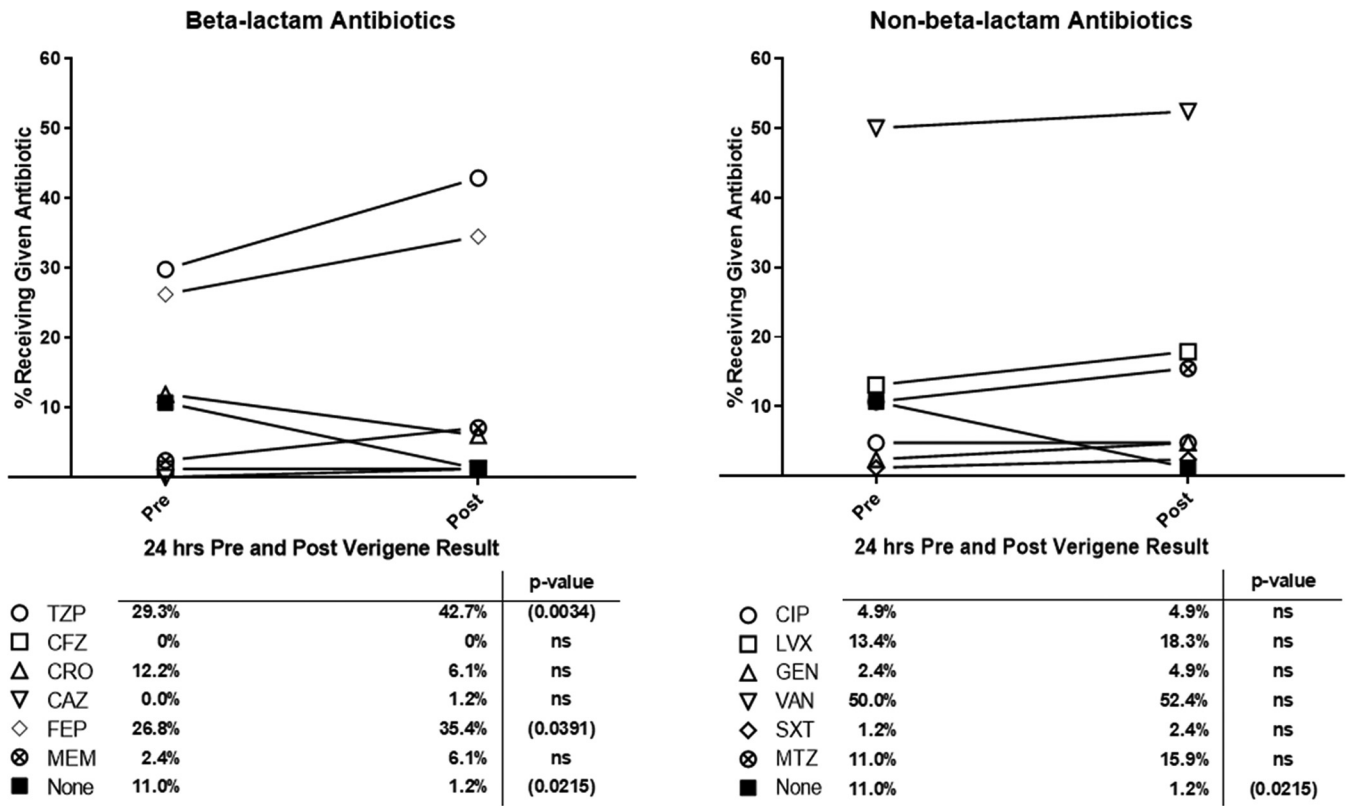 Beta-lactam Antibiotics
% Receiving Given Antibiotic
60
50
40
30
20
10
Pre
Post
24 hrs Pre and Post Verigene Result
p-value
TZP 29.3% 42.7% (0.0034)
CFZ 0% 0% ns
CRO 12.2% 6.1% ns
CAZ 0.0% 1.2% ns
FEP 26.8% 35.4% (0.0391)
MEM 2.4% 6.1% ns
None 11.0% 1.2% (0.0215)
Non-beta-lactam Antibiotics
% Receiving Given Antibiotic
60
50
40
30
20
10
Pre
Post
24 hrs Pre and Post Verigene Result
p-value
CIP 4.9% 4.9% ns
LVX 13.4% 18.3% ns
GEN 2.4% 4.9% ns
VAN 50.0% 52.4% ns
SXT 1.2% 2.4% ns
MTZ 11.0% 15.9% ns
None 11.0% 1.2% (0.0215)